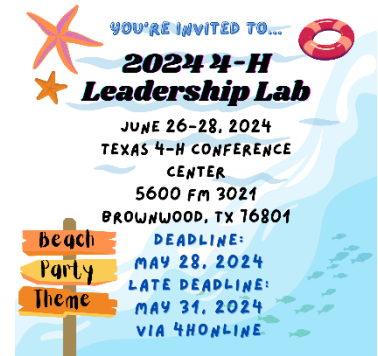 YOU'RE INVITED TO...
2024 4-H
Leadership Lab
JUNE 26-28, 2024
TEXAS 4-H CONFERENCE
CENTER
5600 FM 3021
BROWNWOOD, TX 76801
Beach
Party
Theme
DEADLINE:
MAY 28, 2024
LATE DEADLINE:
MAY 31, 2024
VIA 4HONLINE